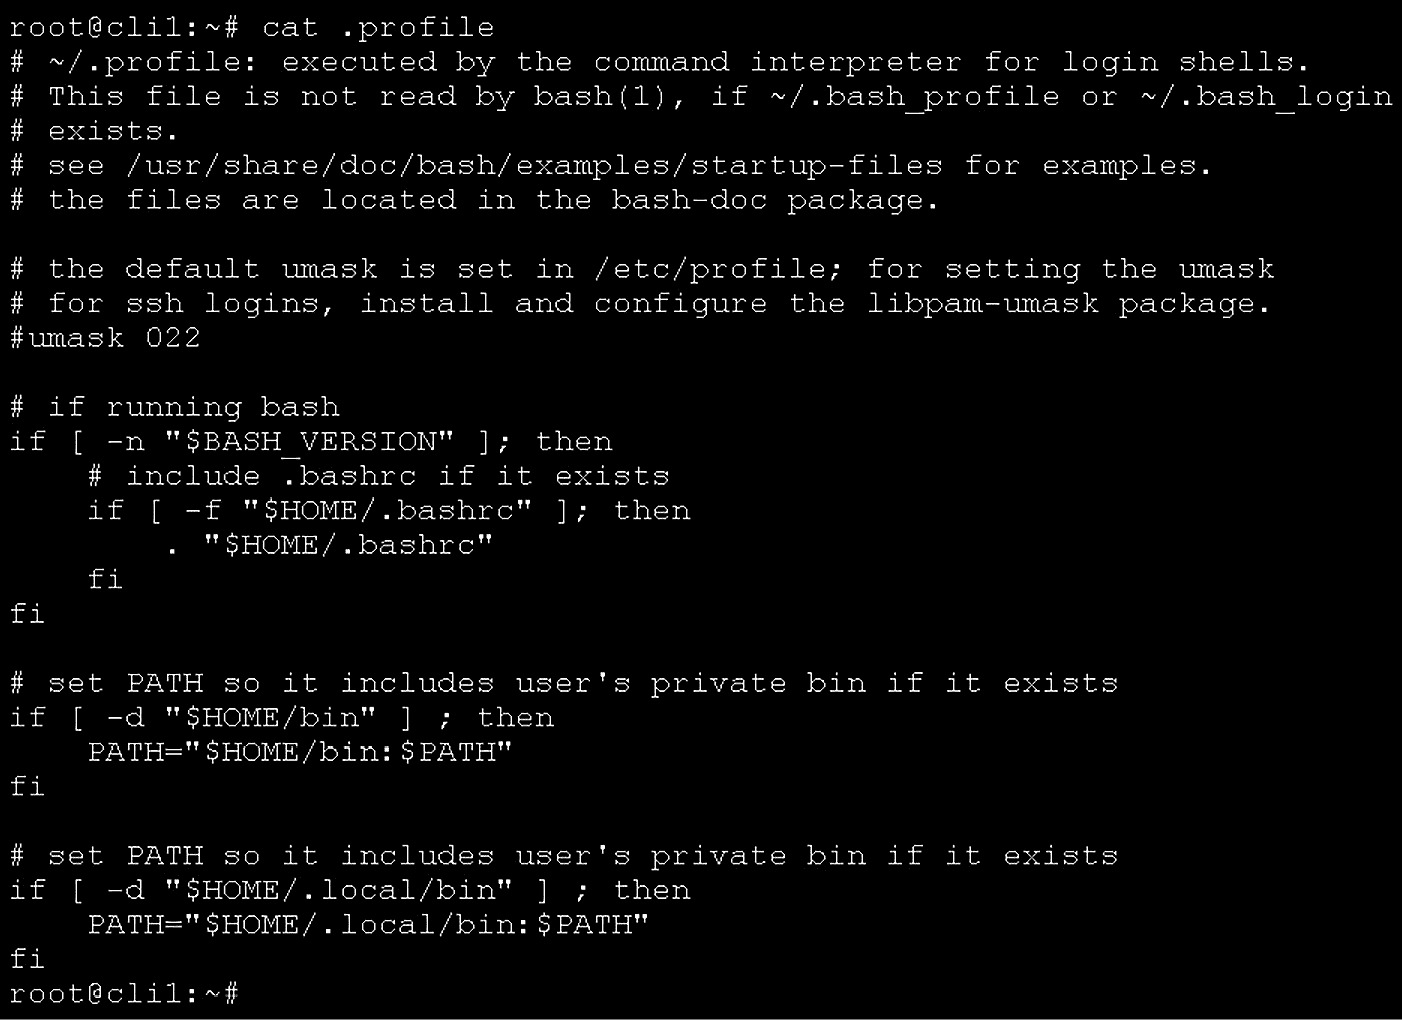 root@cli1:~# cat .profile
# ~/.profile: executed by the command interpreter for login shells.
# This file is not read by bash(1), if ~/.bash_profile or ~/.bash_login
# exists.
# see /usr/share/doc/bash/examples/startup-files for examples.
# the files are located in the bash-doc package.

# the default umask is set in /etc/profile; for setting the umask
# for ssh logins, install and configure the libpam-umask package.
#umask 022

# if running bash
if [ -n "$BASH_VERSION" ]; then
    # include .bashrc if it exists
    if [ -f "$HOME/.bashrc" ]; then
        . "$HOME/.bashrc"
    fi
fi

# set PATH so it includes user's private bin if it exists
if [ -d "$HOME/bin" ] ; then
    PATH="$HOME/bin:$PATH"
fi

# set PATH so it includes user's private bin if it exists
if [ -d "$HOME/.local/bin" ] ; then
    PATH="$HOME/.local/bin:$PATH"
fi
root@cli1:~#